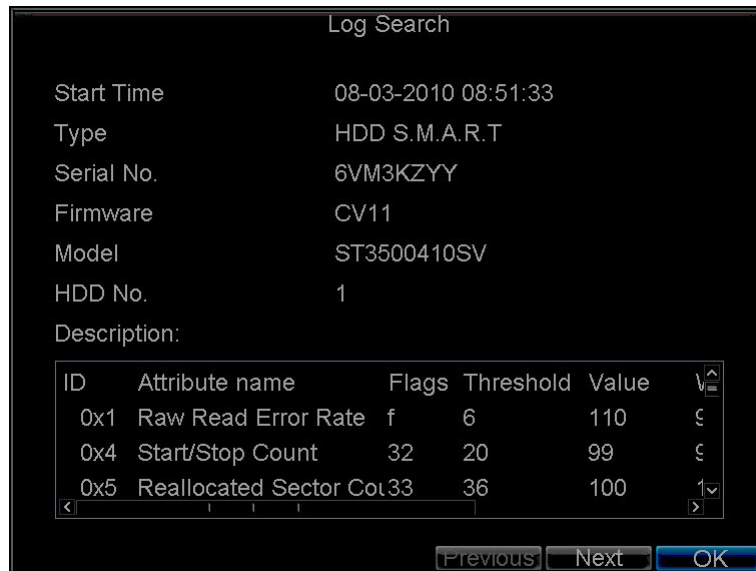 Log Search
Start Time 08-03-2010 08:51:33
Type HDD S.M.A.R.T
Serial No. 6VM3KZYY
Firmware CV11
Model ST3500410SV
HDD No. 1
Description:
ID Attribute name Flags Threshold Value
0x1 Raw Read Error Rate f 6 110
0x4 Start/Stop Count 32 20 99
0x5 Reallocated Sector Cou 33 36 100
Previous Next OK